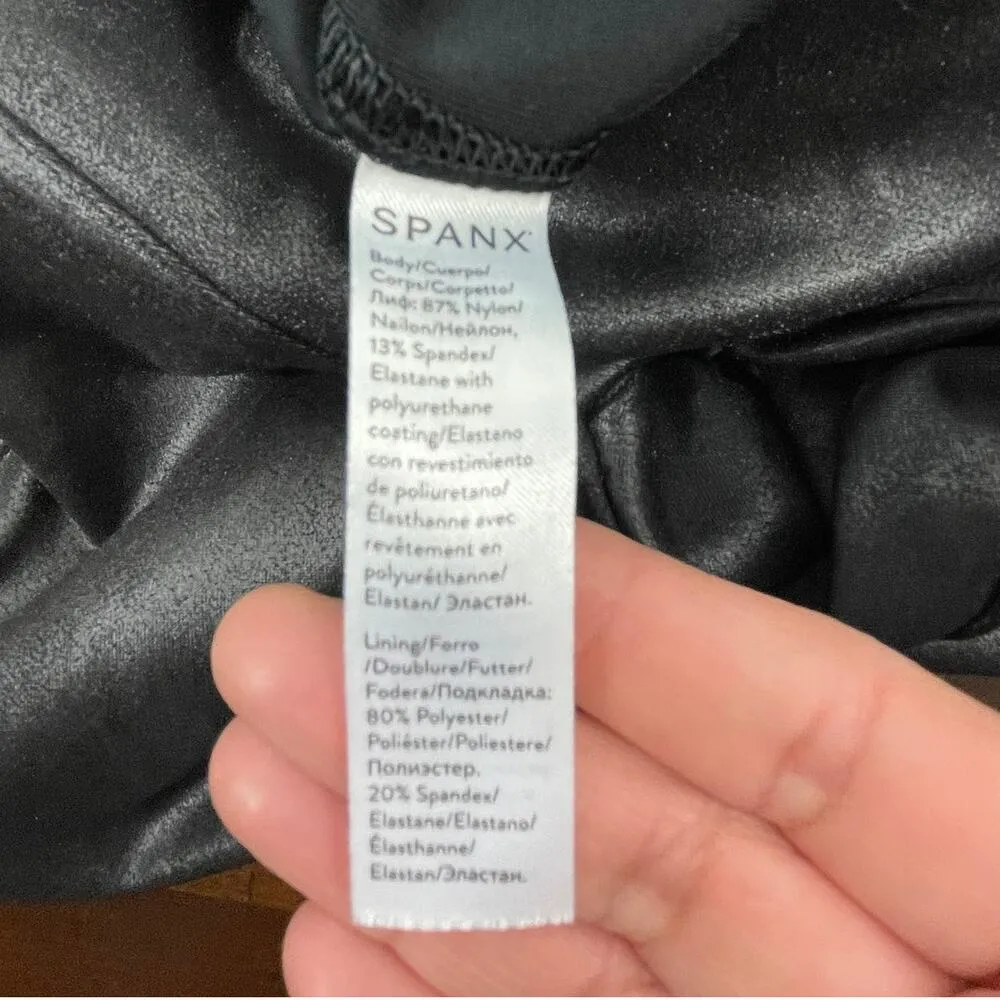 SPANX
Body/Cuerpo/
Corps/Corpetto/
Лиф: 87% Nylon/
Nailon/Нейлон,
13% Spandex/
Elastane with
polyurethane
coating/Elastano
con revestimiento
de poliuretano/
Élasthanne avec
revêtement en
polyuréthanne/
Elastan/ Эластан.
Lining/Forro
/Doublure/Futter/
Fodera/Подкладка:
80% Polyester/
Poliéster/Poliestere/
Полиэстер.
20% Spandex/
Elastane/Elastano/
Élasthanne/
Elastan/Эластан.